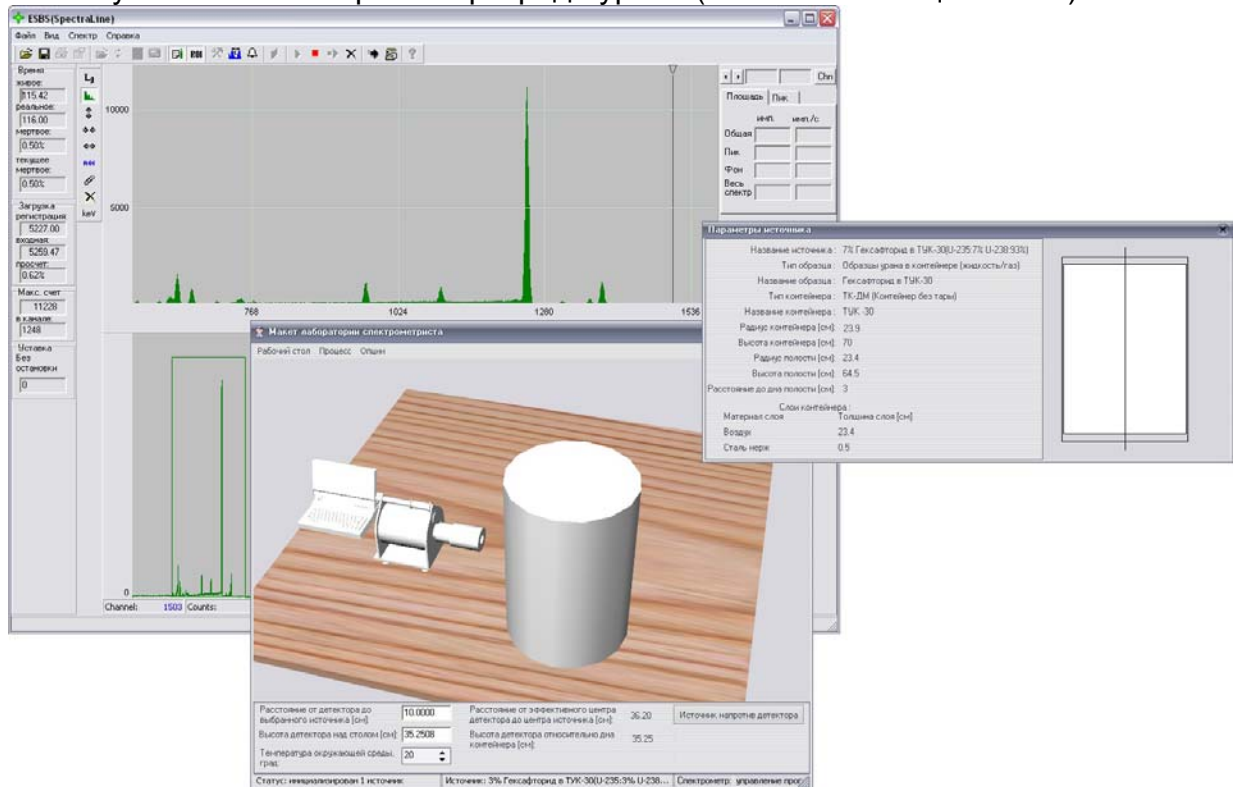 ESBS(SpectraLine)
Файл Вид Спектр Справка
Время
живое:
115.42
реальное:
116.00
мертвое:
0.50%
текущее
мертвое:
0.50%
Загрузка
регистрация
5227.00
входная:
5259.47
просчет:
0.62%
Макс. счет
11228
в канале:
1248
Уставка
Без
остановки
0
Lg
ROI
keV
10000
5000
768
1024
1280
1536
0
Channel: 1503 Counts:
Chn
Площадь Пик
имп. имп./с
Общая
Пик
Фон
Весь
спектр
Параметры источника
Название источника : 7% Гексафторид в ТУК-30(U-235:7% U-238:93%)
Тип образца : Образцы урана в контейнере (жидкость/газ)
Название образца : Гексафторид в ТУК-30
Тип контейнера : ТК-ДМ (Контейнер без тары)
Название контейнера : ТУК -30
Радиус контейнера [см]: 23.9
Высота контейнера [см]: 70
Радиус полости [см]: 23.4
Высота полости [см]: 64.5
Расстояние до дна полости [см]: 3
Слои контейнера :
Материал слоя Толщина слоя [см]
Воздух 23.4
Сталь нерж 0.5
Макет лаборатории спектрометриста
Рабочий стол Процесс Опции
Расстояние от детектора до
выбранного источника [см]: 10.0000
Высота детектора над столом [см]: 35.2508
Температура окружающей среды,
град: 20
Расстояние от эффективного центра
детектора до центра источника [см]: 36.20
Высота детектора относительно дна
контейнера [см]: 35.25
Источник напротив детектора
Статус: инициализирован 1 источник
Источник: 3% Гексафторид в ТУК-30(U-235:3% U-238...
Спектрометр: управление